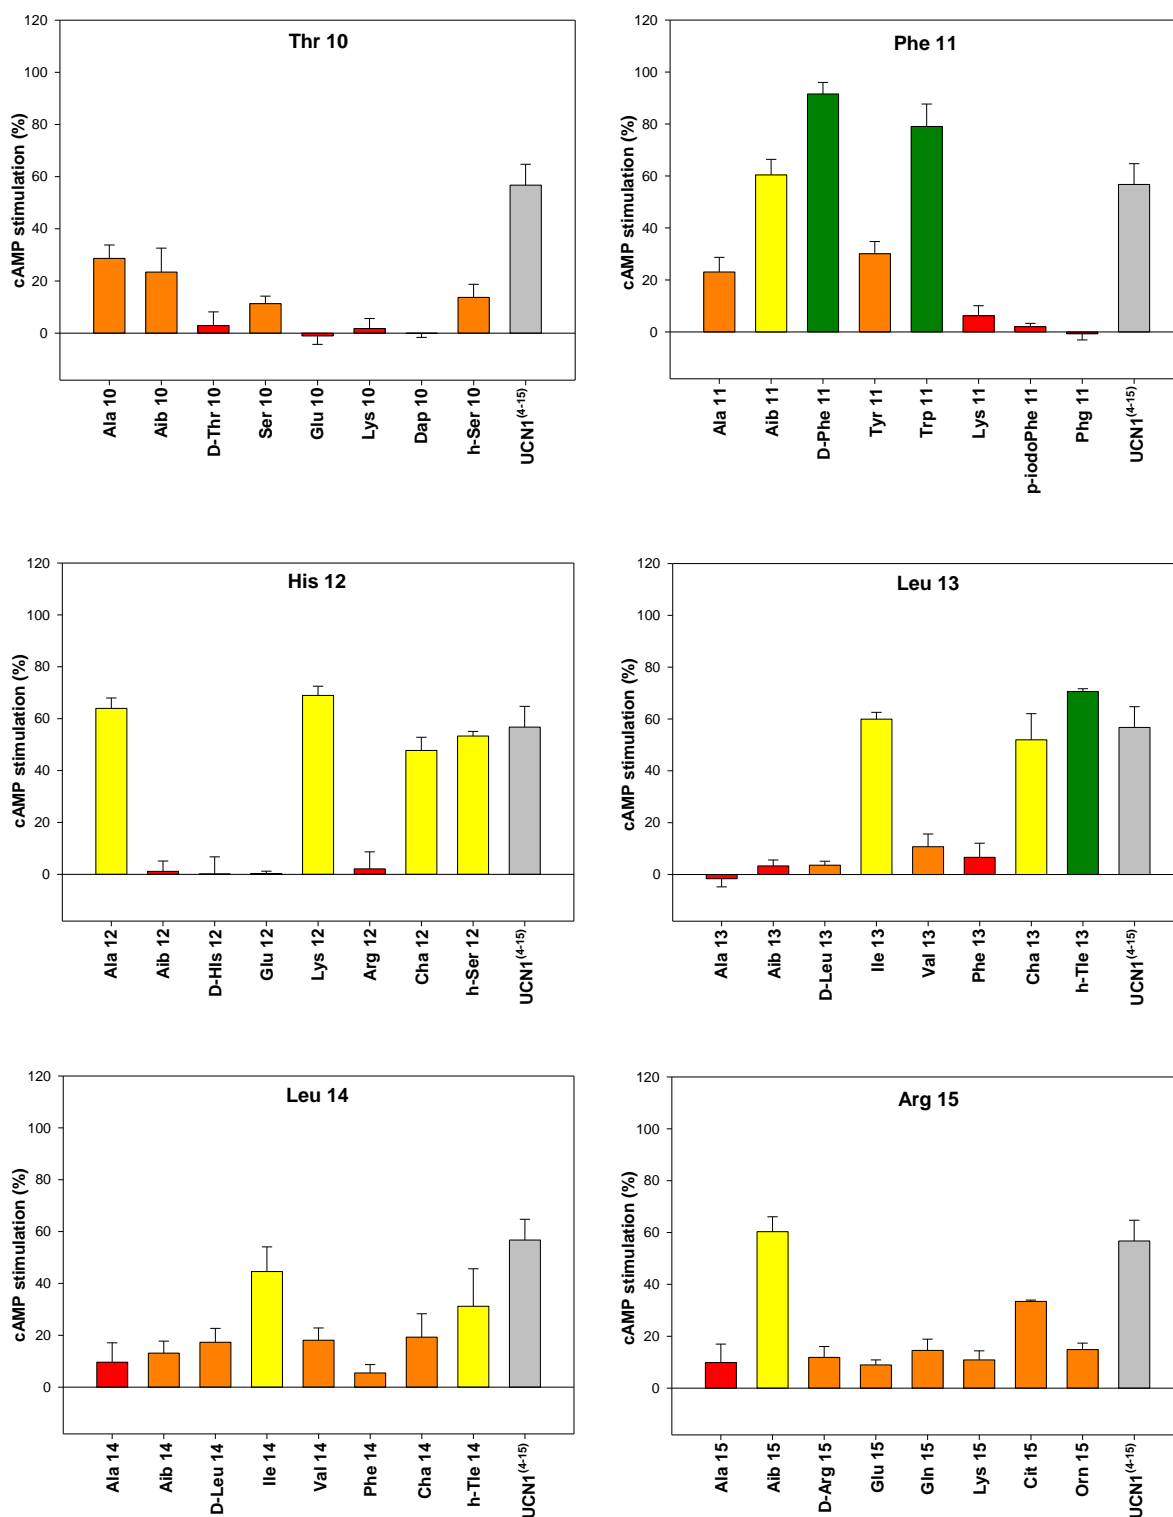 Thr 10
cAMP stimulation (%)
120
100
80
60
40
20
0
Ala 10
Aib 10
D-Thr 10
Ser 10
Glu 10
Lys 10
Dap 10
h-Ser 10
UCN1(4-15)
Phe 11
cAMP stimulation (%)
120
100
80
60
40
20
0
Ala 11
Aib 11
D-Phe 11
Tyr 11
Trp 11
Lys 11
p-iodoPhe 11
Phg 11
UCN1(4-15)
His 12
cAMP stimulation (%)
120
100
80
60
40
20
0
Ala 12
Aib 12
D-HIs 12
Glu 12
Lys 12
Arg 12
Cha 12
h-Ser 12
UCN1(4-15)
Leu 13
cAMP stimulation (%)
120
100
80
60
40
20
0
Ala 13
Aib 13
D-Leu 13
Ile 13
Val 13
Phe 13
Cha 13
h-Tle 13
UCN1(4-15)
Leu 14
cAMP stimulation (%)
120
100
80
60
40
20
0
Ala 14
Aib 14
D-Leu 14
Ile 14
Val 14
Phe 14
Cha 14
h-Tle 14
UCN1(4-15)
Arg 15
cAMP stimulation (%)
120
100
80
60
40
20
0
Ala 15
Aib 15
D-Arg 15
Glu 15
Gln 15
Lys 15
Cit 15
Orn 15
UCN1(4-15)